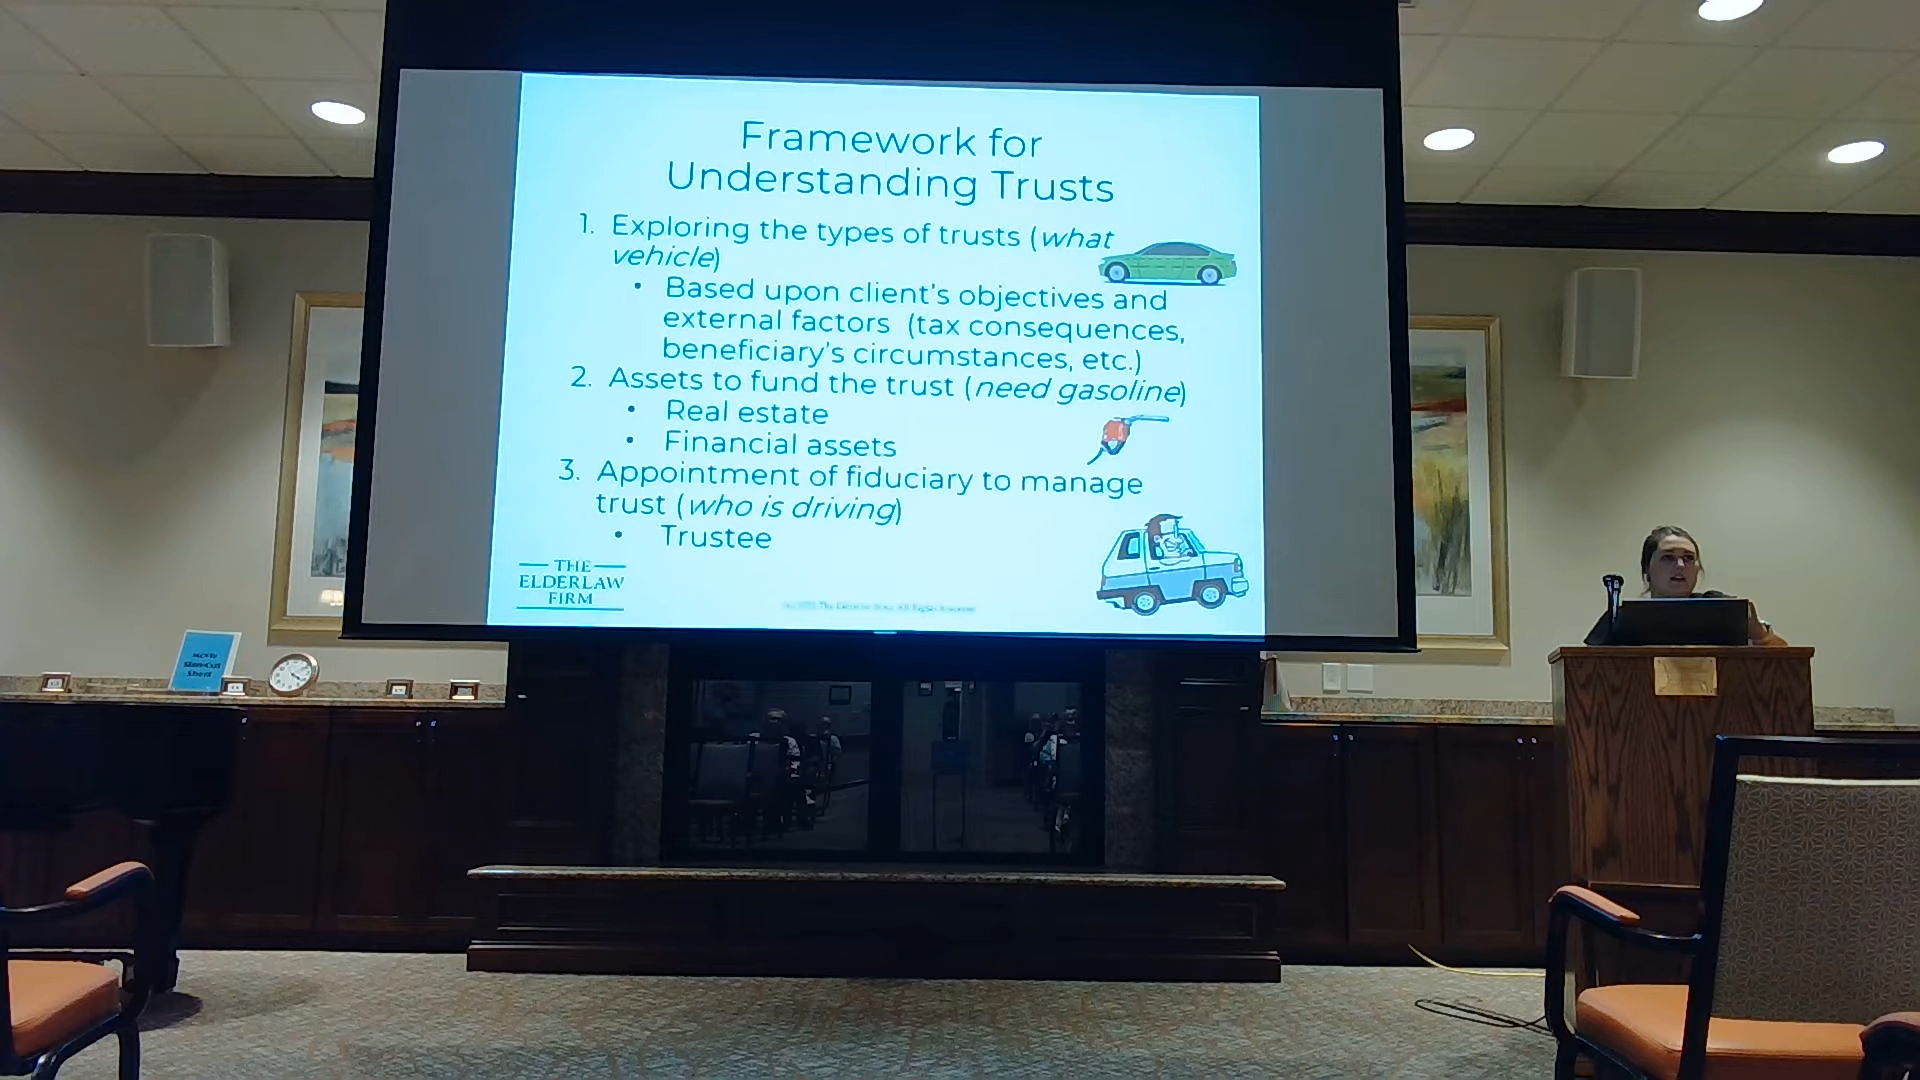 Framework for
Understanding Trusts
1. Exploring the types of trusts (what
vehicle)
• Based upon client's objectives and
external factors (tax consequences,
beneficiary's circumstances, etc.)
2. Assets to fund the trust (need gasoline)
• Real estate
• Financial assets
3. Appointment of fiduciary to manage
trust (who is driving)
• Trustee
THE
ELDERLAW
FIRM